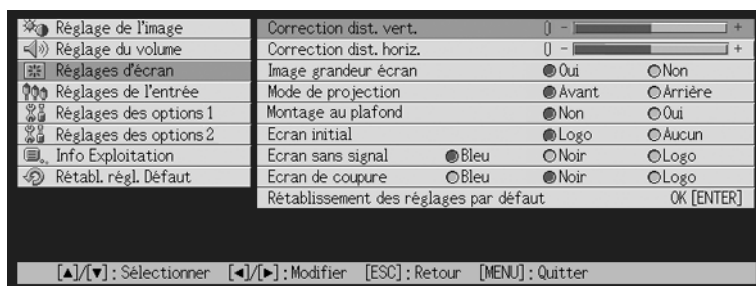 Réglage de l'image
Réglage du volume
Réglages d'écran
Réglages de l'entrée
Réglages des options 1
Réglages des options 2
Info Exploitation
Rétabl. régl. Défaut
Correction dist. vert. 0 - +
Correction dist. horiz. 0 - +
Image grandeur écran Oui Non
Mode de projection Avant Arrière
Montage au plafond Non Oui
Ecran initial Logo Aucun
Ecran sans signal Bleu Noir Logo
Ecran de coupure Bleu Noir Logo
Rétablissement des réglages par défaut OK [ENTER]
[▲]/[▼] : Sélectionner [◄]/[►] : Modifier [ESC] : Retour [MENU] : Quitter